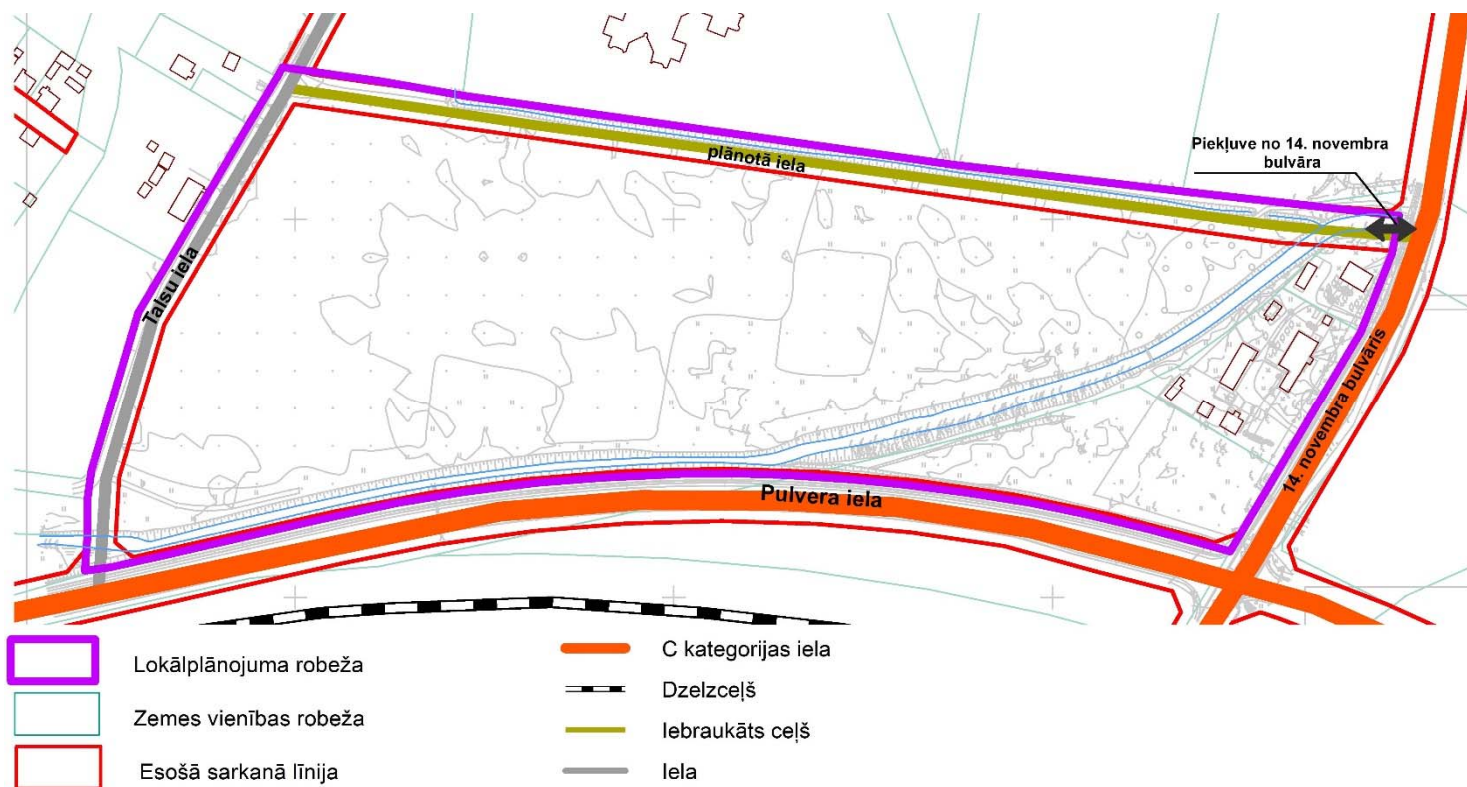 Piekļuve no 14. novembra
bulvāra
plānotā iela
Talsu iela
14. novembra bulvāris
Pulvera iela
Lokālplānojuma robeža
Zemes vienības robeža
Esošā sarkanā līnija
C kategorijas iela
Dzelzceļš
Iebraukāts ceļš
Iela